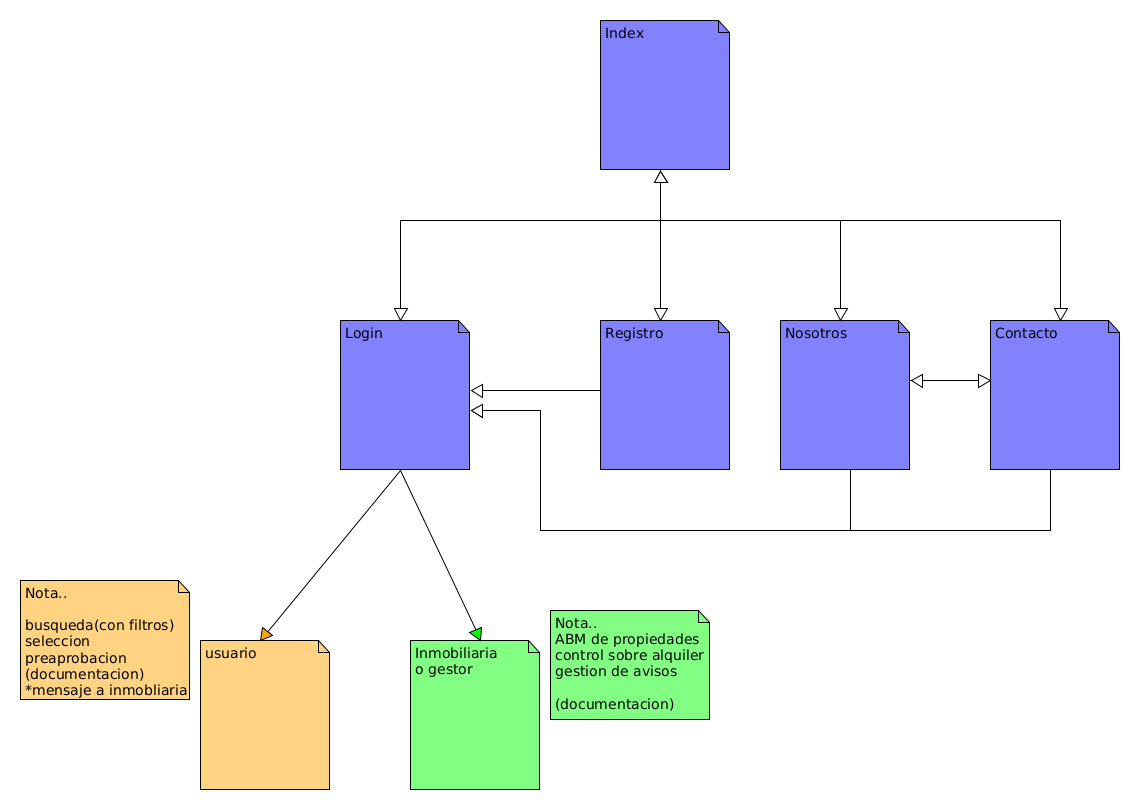 Index
Login
Registro
Nosotros
Contacto
Nota..
busqueda(con filtros)
seleccion
preaprobacion
(documentacion)
*mensaje a inmobliaria
usuario
Inmobiliaria
o gestor
Nota..
ABM de propiedades
control sobre alquiler
gestion de avisos
(documentacion)